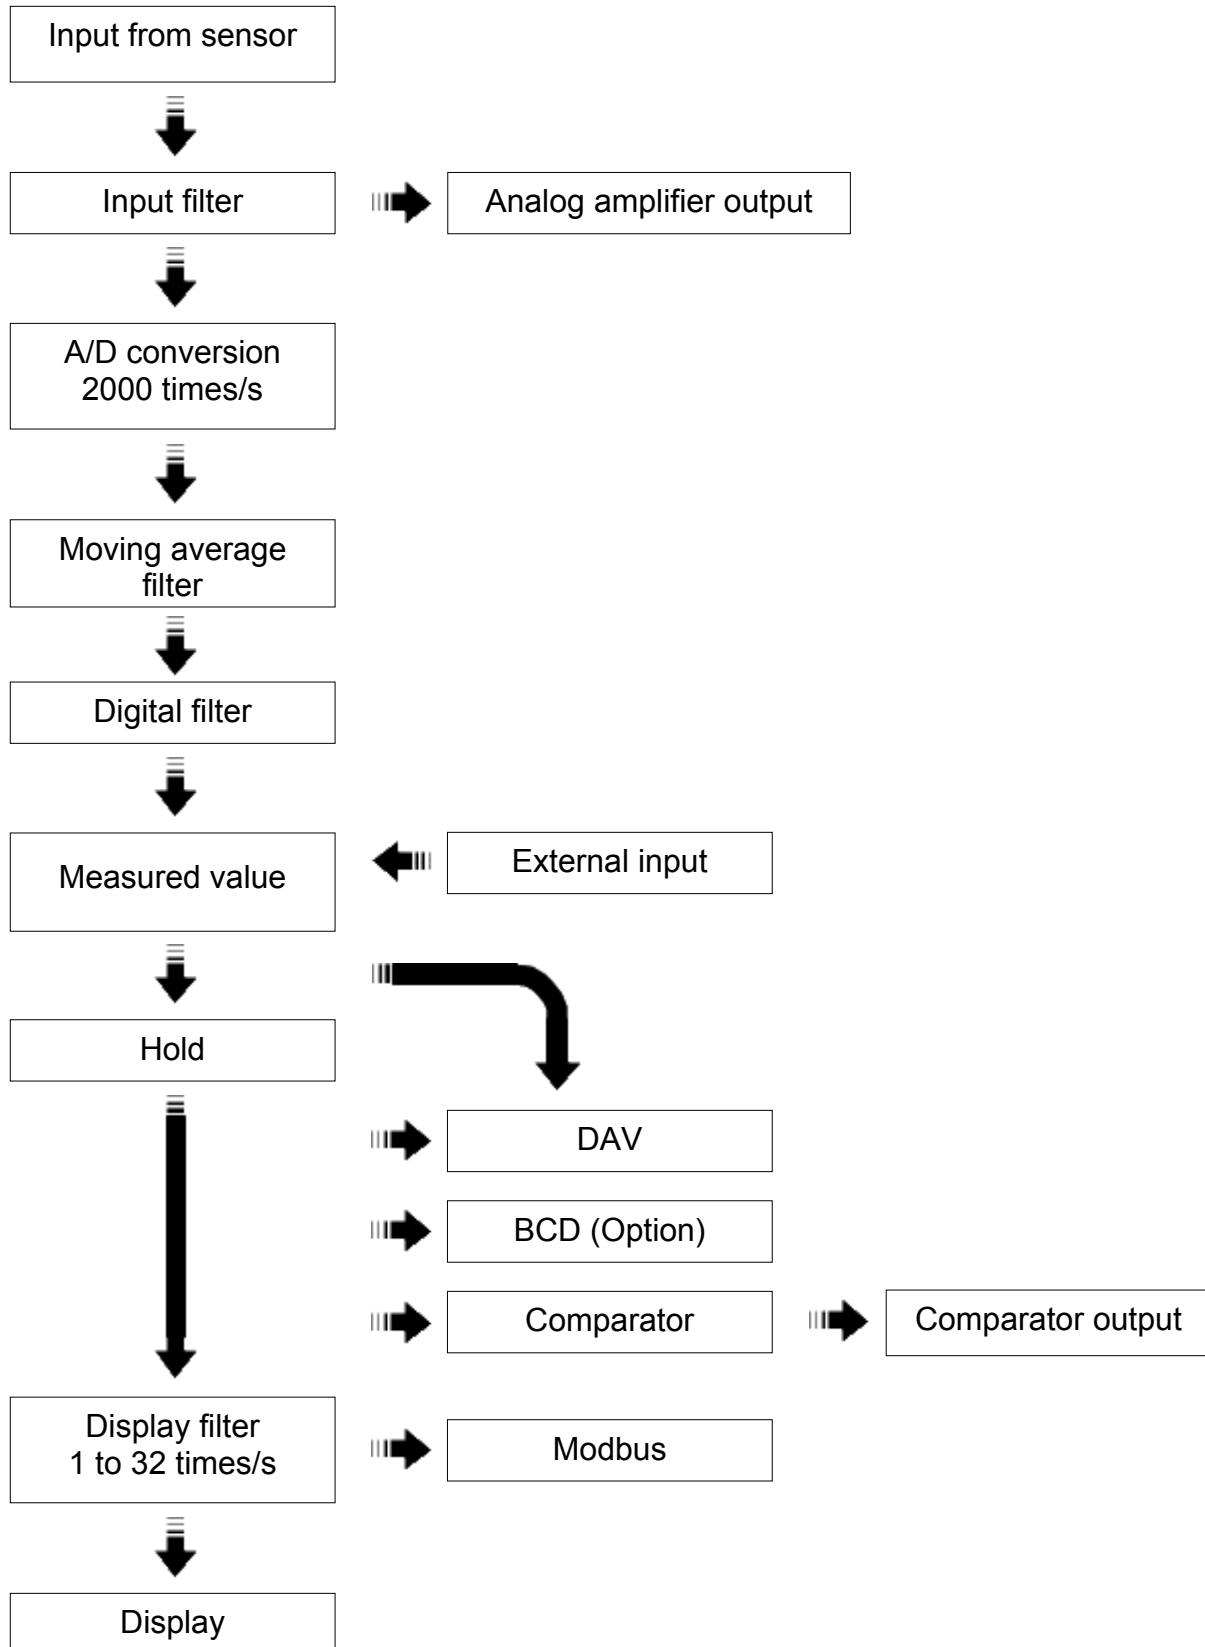 Input from sensor
Input filter
Analog amplifier output
A/D conversion
2000 times/s
Moving average
filter
Digital filter
Measured value
External input
Hold
DAV
BCD (Option)
Comparator
Comparator output
Display filter
1 to 32 times/s
Modbus
Display